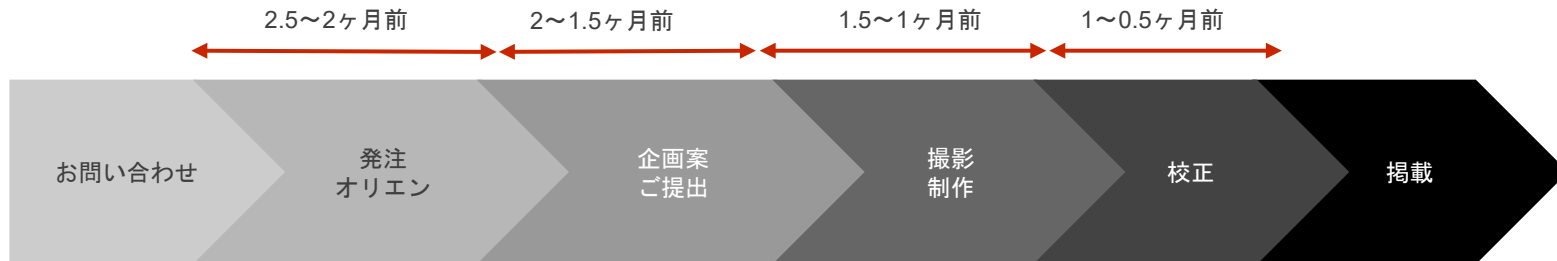 2.5〜2ヶ月前
2〜1.5ヶ月前
1.5〜1ヶ月前
1〜0.5ヶ月前
お問い合わせ
発注
オリエン
企画案
ご提出
撮影
制作
校正
掲載